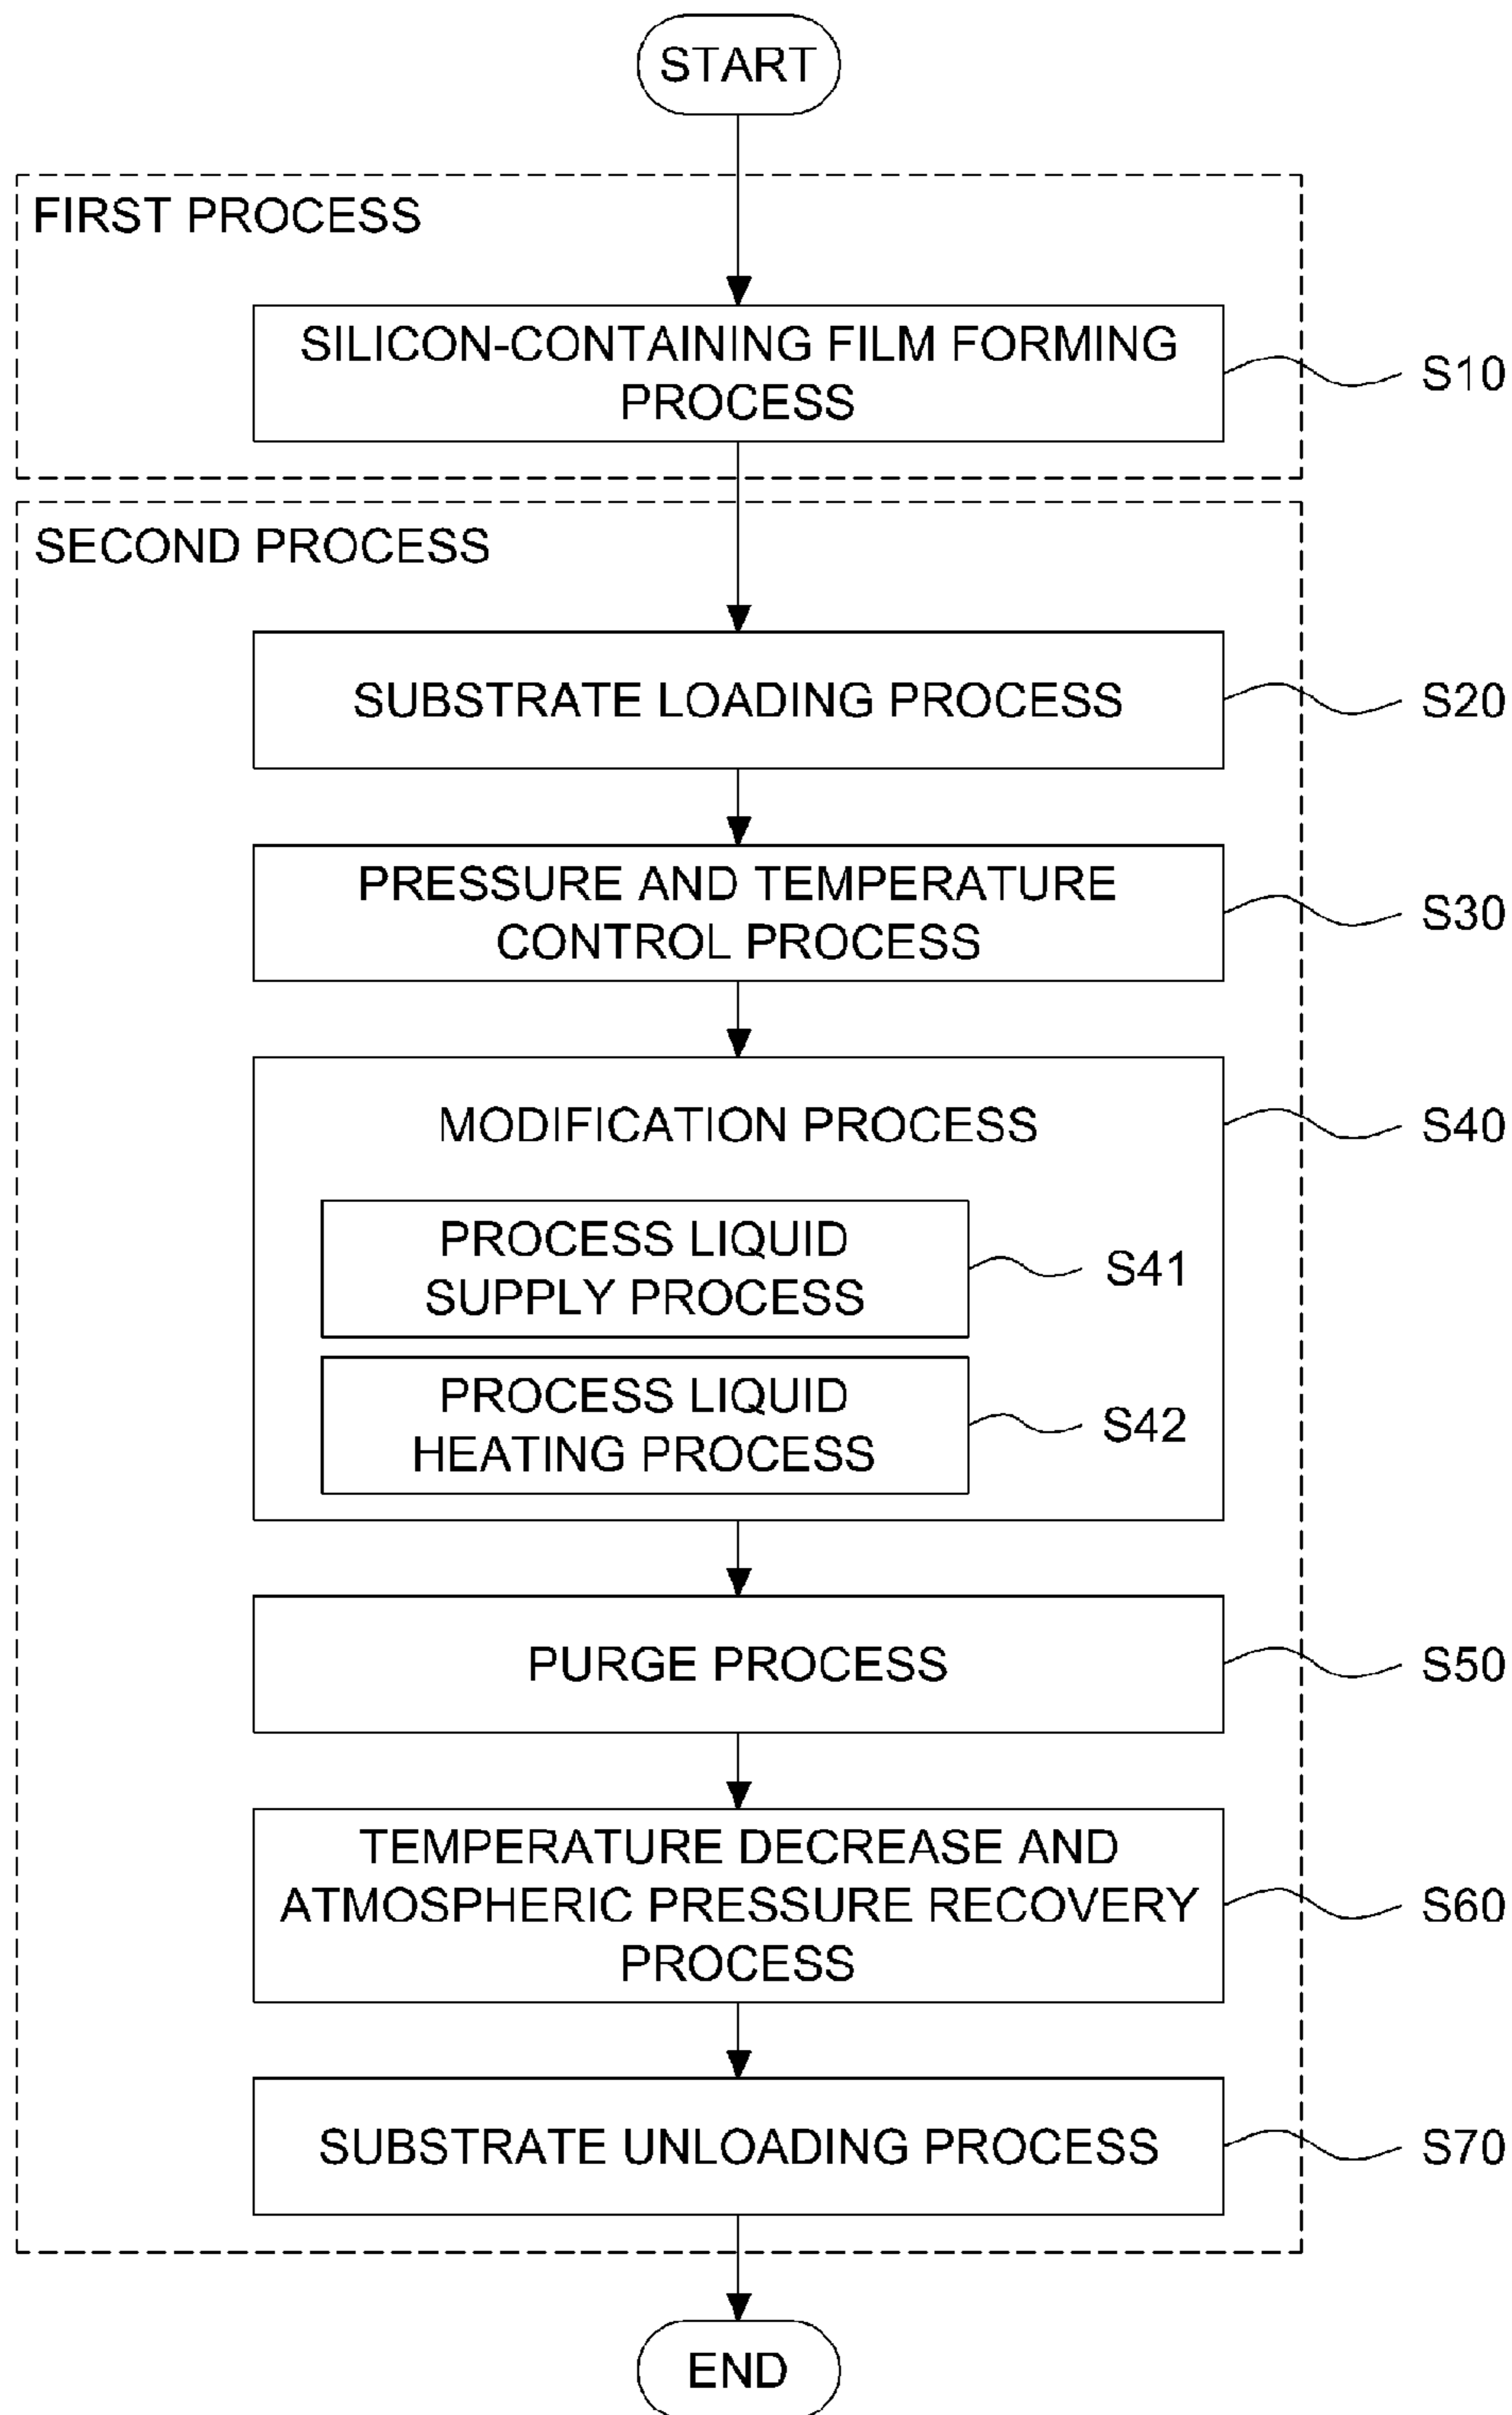 START
FIRST PROCESS
SILICON-CONTAINING FILM FORMING
PROCESS
S10
SECOND PROCESS
SUBSTRATE LOADING PROCESS
S20
PRESSURE AND TEMPERATURE
CONTROL PROCESS
S30
MODIFICATION PROCESS
S40
PROCESS LIQUID
SUPPLY PROCESS
S41
PROCESS LIQUID
HEATING PROCESS
S42
PURGE PROCESS
S50
TEMPERATURE DECREASE AND
ATMOSPHERIC PRESSURE RECOVERY
PROCESS
S60
SUBSTRATE UNLOADING PROCESS
S70
END